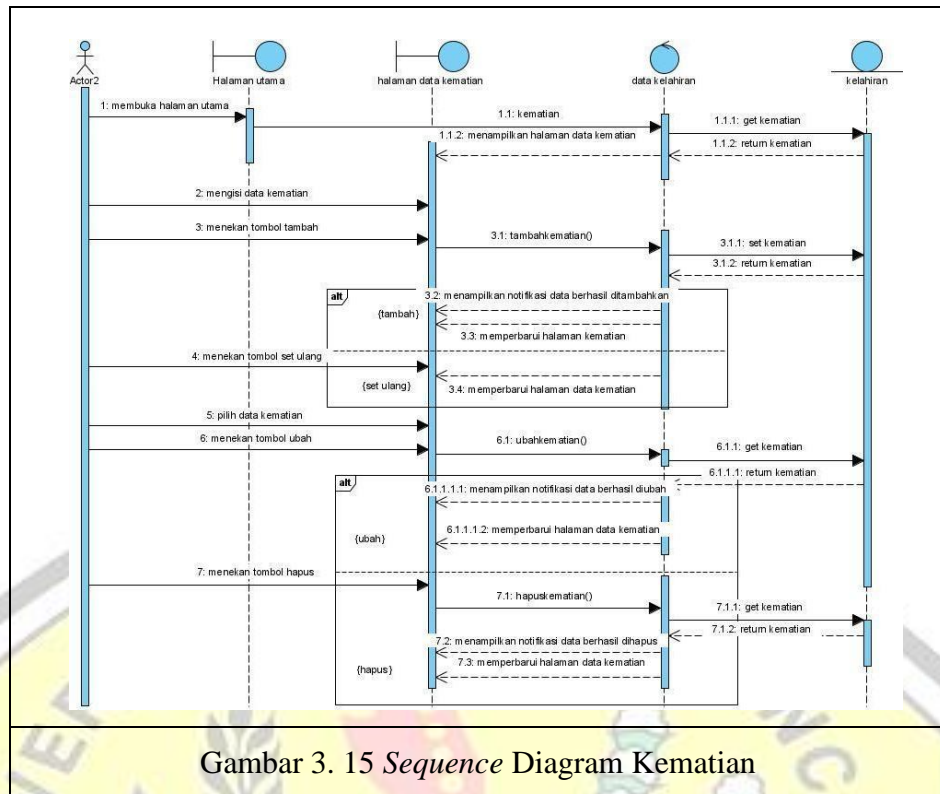 Actor2
Halaman utama
halaman data kematian
data kelahiran
kelahiran
1: membuka halaman utama
1.1: kematian
1.1.1: get kematian
1.1.2: menampilkan halaman data kematian
1.1.2: return kematian
2: mengisi data kematian
3: menekan tombol tambah
3.1: tambahkematian()
3.1.1: set kematian
3.1.2: return kematian
alt
3.2: menampilkan notifikasi data berhasil ditambahkan
{tambah}
3.3: memperbarui halaman kematian
4: menekan tombol set ulang
{set ulang}
3.4: memperbarui halaman data kematian
5: pilih data kematian
6: menekan tombol ubah
6.1: ubahkematian()
6.1.1: get kematian
6.1.1.1: return kematian
alt
6.1.1.1.1: menampilkan notifikasi data berhasil diubah
6.1.1.1.2: memperbarui halaman data kematian
{ubah}
7: menekan tombol hapus
7.1: hapuskematian()
7.1.1: get kematian
7.1.2: return kematian
7.2: menampilkan notifikasi data berhasil dihapus
7.3: memperbarui halaman data kematian
{hapus}
Gambar 3. 15 Sequence Diagram Kematian